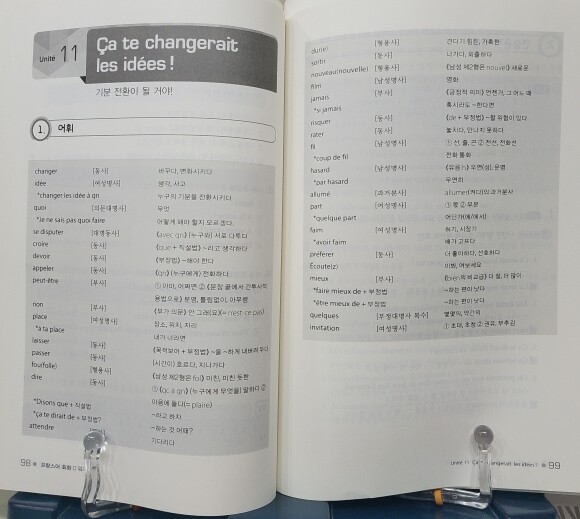 Unité 11 Ça te changerait
les idées !
기분 전환이 될 거야!
1. 어휘
changer [동사] 바꾸다, 변화시키다
idée [여성명사] 생각, 사고
*changer les idées à qn 누구의 기분을 전환시키다
quoi [의문대명사] 무엇
*Je ne sais pas quoi faire 어떻게 해야 할지 모르겠다.
se disputer [대명동사] (avec qn) (누구와) 서로 다투다
croire [동사] (que + 직설법) ~라고 생각하다
devoir [동사] (부정법) ~해야 한다
appeler [동사] (qn) (누구에게) 전화하다
peut-être [부사] ① 아마, 어쩌면 ② (문장 끝에서 간투사적
용법으로) 분명, 틀림없이, 아무렴
non [부사] (부가 의문) 안 그래(요)(= n'est-ce pas)
place [여성명사] 장소, 위치, 자리
*à ta place 내가 너라면
laisser [동사] (목적보어 + 부정법) ~을 ~하게 내버려 두다
passer [동사] (시간이) 흐르다, 지나가다
fou(folle) [형용사] (남성 제2형은 fol) 미친, 미친 듯한
dire [동사] ① (qc à qn) (누구에게 무엇을) 말하다 ②
마음에 들다(= plaire)
*Disons que + 직설법 ~라고 하자
*ça te dirait de + 부정법? ~하는 것 어때?
attendre 기다리다
98 프랑스어 회화
dur(e) [형용사] 견디기 힘든, 가혹한
sortir [동사] 나가다, 외출하다
nouveau(nouvelle) [형용사] (남성 제2형은 nouvel) 새로운
film [남성명사] 영화
jamais [부사] (긍정적 의미) 언젠가, 그 어느 때
*si jamais 혹시라도 ~한다면
risquer [동사] (de + 부정법) ~할 위험이 있다
rater [동사] 놓치다, 만나지 못하다
fil [남성명사] ① 선, 줄, 끈 ② 전선, 전화선
*coup de fil 전화 통화
hasard [남성명사] (유음h) 우연(성), 운명
*par hasard 우연히
allumé [과거분사] allumer(켜다)의 과거분사
part [여성명사] ① 몫 ② 부분
*quelque part 어딘가(에/에서)
faim [여성명사] 허기, 시장기
*avoir faim 배가 고프다
préférer [동사] 더 좋아하다, 선호하다
Écoute(z) 이봐, 여보세요
mieux [부사] (bien의 비교급) 더 잘, 더 많이
*faire mieux de + 부정법 ~하는 편이 낫다
*être mieux de + 부정법 ~하는 편이 낫다
quelques [부정대명사 복수] 몇몇의, 약간의
invitation [여성명사] ① 초대, 초청 ② 권유, 부추김
Unité 11 Ça te changerait les idées ! 99